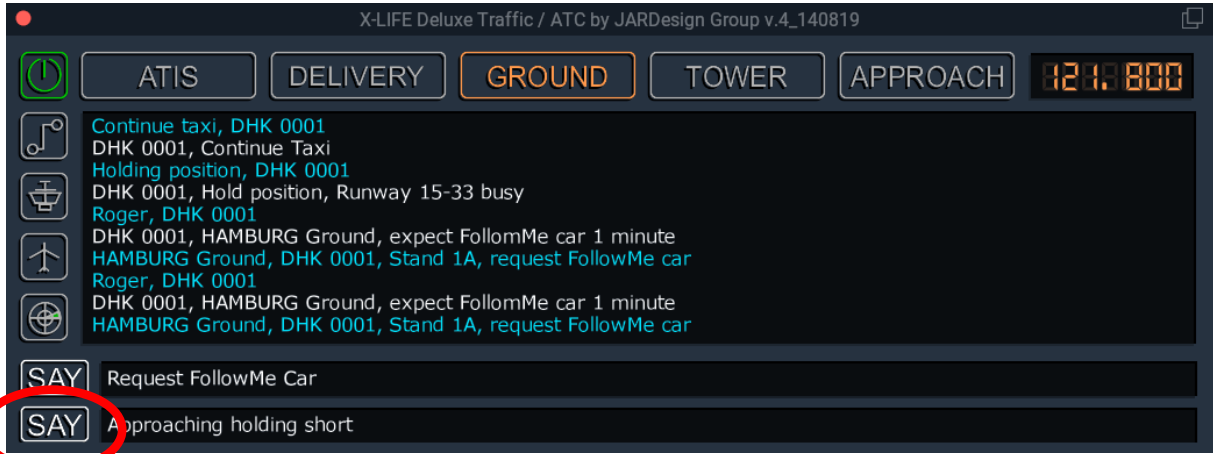 X-LIFE Deluxe Traffic / ATC by JARDesign Group v.4_140819
ATIS DELIVERY GROUND TOWER APPROACH 121.800
Continue taxi, DHK 0001
DHK 0001, Continue Taxi
Holding position, DHK 0001
DHK 0001, Hold position, Runway 15-33 busy
Roger, DHK 0001
DHK 0001, HAMBURG Ground, expect FollomMe car 1 minute
HAMBURG Ground, DHK 0001, Stand 1A, request FollowMe car
Roger, DHK 0001
DHK 0001, HAMBURG Ground, expect FollomMe car 1 minute
HAMBURG Ground, DHK 0001, Stand 1A, request FollowMe car
SAY Request FollowMe Car
SAY Approaching holding short